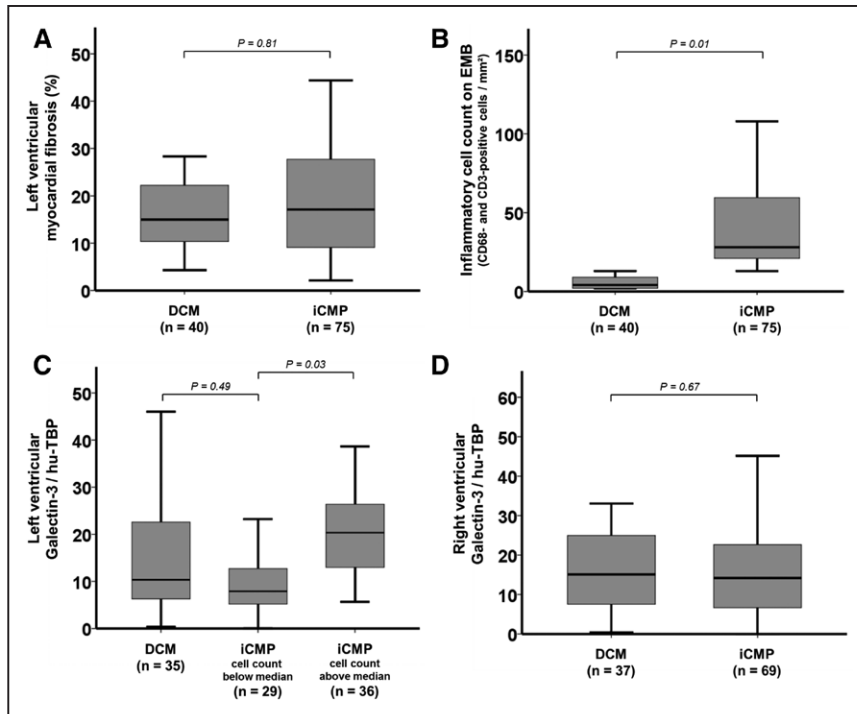 A
P = 0.81
Left ventricular
myocardial fibrosis (%)
50
40
30
20
10
0
DCM
(n = 40)
iCMP
(n = 75)
B
P = 0.01
Inflammatory cell count on EMB
(CD68- and CD3-positive cells / mm²)
150
100
50
0
DCM
(n = 40)
iCMP
(n = 75)
C
P = 0.49
P = 0.03
Left ventricular
Galectin-3 / hu-TBP
50
40
30
20
10
0
DCM
(n = 35)
iCMP
cell count
below median
(n = 29)
iCMP
cell count
above median
(n = 36)
D
P = 0.67
Right ventricular
Galectin-3 / hu-TBP
60
50
40
30
20
10
0
DCM
(n = 37)
iCMP
(n = 69)